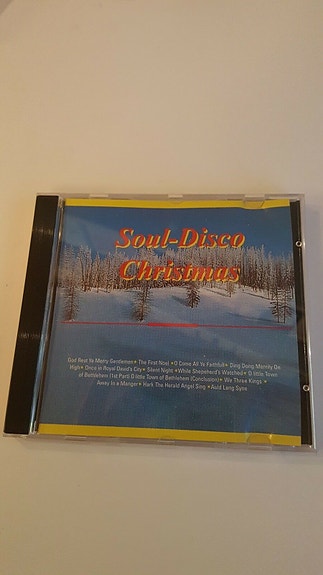 Soul-Disco
Christmas
God Rest Ye Merry Gentlemen • The First Noel • O Come All Ye Faithfull • Ding Dong Merrily On
High • Once in Royal David's City • Silent Night • While Shepherd's Watched • O little Town
of Bethlehem (1st Part) O little Town of Bethlehem (Conclusion) • We Three Kings •
Away In a Manger • Hark The Herald Angel Sing • Auld Lang Syne